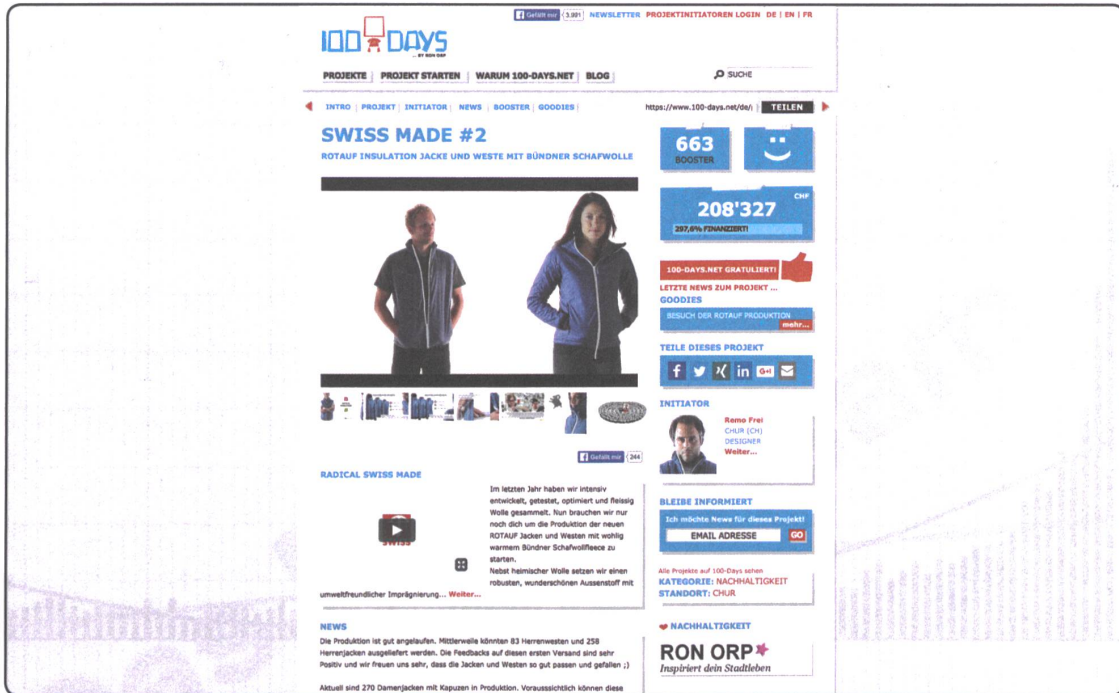 Gefällt mir 3.991 NEWSLETTER PROJEKTINITIATOREN LOGIN DE | EN | FR
100 DAYS
... BY RON ORP
PROJEKTE PROJEKT STARTEN WARUM 100-DAYS.NET BLOG SUCHE
INTRO PROJEKT INITIATOR NEWS BOOSTER GOODIES
https://www.100-days.net/de/ TEILEN
SWISS MADE #2
ROTAUF INSULATION JACKE UND WESTE MIT BÜNDNER SCHAFWOLLE
663
BOOSTER
CHF
208'327
297,6% FINANZIERT!
100-DAYS.NET GRATULIERT!
LETZTE NEWS ZUM PROJEKT ...
GOODIES
BESUCH DER ROTAUF PRODUKTION
mehr...
TEILE DIESES PROJEKT
INITIATOR
Remo Frei
CHUR (CH)
DESIGNER
Weiter...
Gefällt mir 244
RADICAL SWISS MADE
Im letzten Jahr haben wir intensiv
entwickelt, getestet, optimiert und fleissig
Wolle gesammelt. Nun brauchen wir nur
noch dich um die Produktion der neuen
ROTAUF Jacken und Westen mit wohlig
warmem Bündner Schafwollfleece zu
starten.
Nebst heimischer Wolle setzen wir einen
robusten, wunderschönen Aussenstoff mit
umweltfreundlicher Imprägnierung... Weiter...
SWISS
BLEIBE INFORMIERT
Ich möchte News für dieses Projekt!
EMAIL ADRESSE GO
Alle Projekte auf 100-Days sehen
KATEGORIE: NACHHALTIGKEIT
STANDORT: CHUR
NACHHALTIGKEIT
RON ORP
Inspiriert dein Stadtleben
NEWS
Die Produktion ist gut angelaufen. Mittlerweile könnten 83 Herrenwesten und 258
Herrenjacken ausgeliefert werden. Die Feedbacks auf diesen ersten Versand sind sehr
Positiv und wir freuen uns sehr, dass die Jacken und Westen so gut passen und gefallen ;)
Aktuell sind 270 Damenjacken mit Kapuzen in Produktion. Voraussichtlich können diese